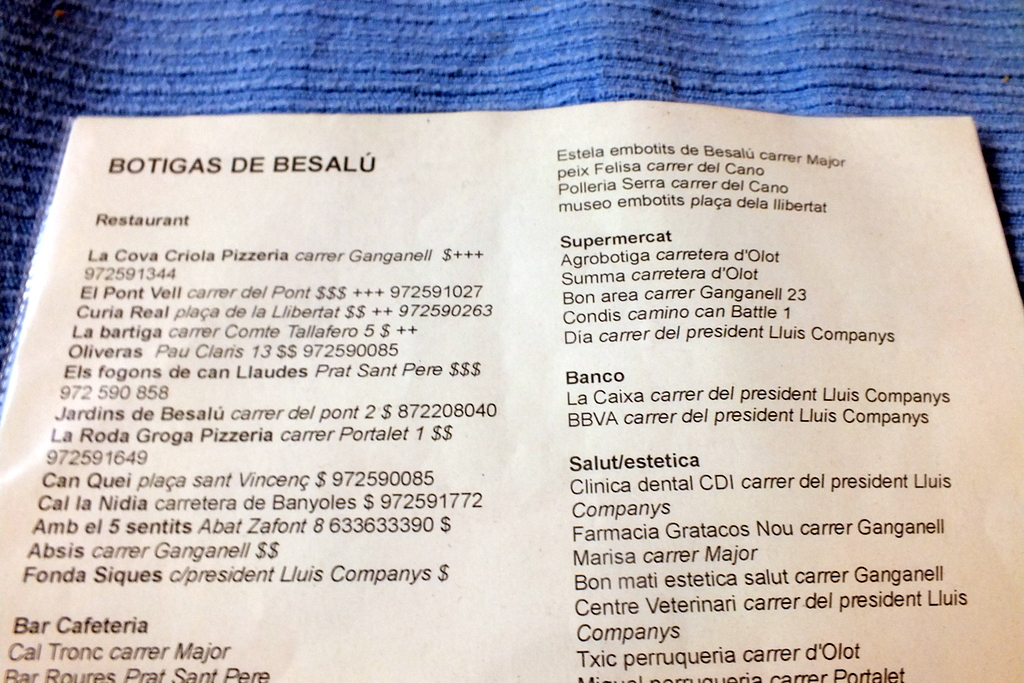 BOTIGAS DE BESALÚ
Restaurant
La Cova Criola Pizzeria carrer Ganganell $+++
972591344
El Pont Vell carrer del Pont $$$ +++ 972591027
Curia Real plaça de la Llibertat $$ ++ 972590263
La bartiga carrer Comte Tallafero 5 $ ++
Oliveras Pau Claris 13 $$ 972590085
Els fogons de can Llaudes Prat Sant Pere $$$
972 590 858
Jardins de Besalú carrer del pont 2 $ 872208040
La Roda Groga Pizzeria carrer Portalet 1 $$
972591649
Can Quei plaça sant Vincenç $ 972590085
Cal la Nidia carretera de Banyoles $ 972591772
Amb el 5 sentits Abat Zafont 8 633633390 $
Absis carrer Ganganell $$
Fonda Siques c/president Lluis Companys $
Bar Cafeteria
Cal Tronc carrer Major
Bar Roures Prat Sant Pere
Estela embotits de Besalú carrer Major
peix Felisa carrer del Cano
Polleria Serra carrer del Cano
museo embotits plaça dela llibertat
Supermercat
Agrobotiga carretera d'Olot
Summa carretera d'Olot
Bon area carrer Ganganell 23
Condis camino can Battle 1
Dia carrer del president Lluis Companys
Banco
La Caixa carrer del president Lluis Companys
BBVA carrer del president Lluis Companys
Salut/estetica
Clinica dental CDI carrer del president Lluis
Companys
Farmacia Gratacos Nou carrer Ganganell
Marisa carrer Major
Bon mati estetica salut carrer Ganganell
Centre Veterinari carrer del president Lluis
Companys
Txic perruqueria carrer d'Olot
Miquel perruqueria carrer Portalet